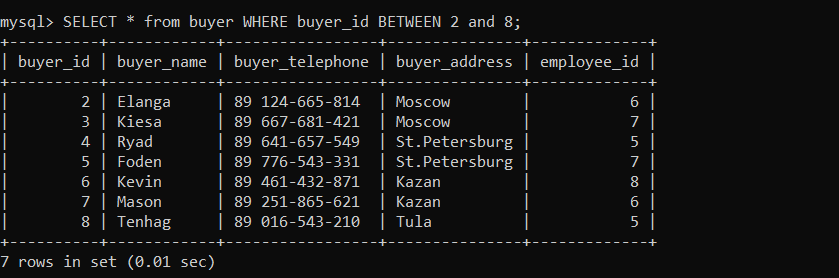 mysql> SELECT * from buyer WHERE buyer_id BETWEEN 2 and 8;
+----------+------------+-----------------+---------------+-------------+
| buyer_id | buyer_name | buyer_telephone | buyer_address | employee_id |
+----------+------------+-----------------+---------------+-------------+
|        2 | Elanga     | 89 124-665-814  | Moscow        |           6 |
|        3 | Kiesa      | 89 667-681-421  | Moscow        |           7 |
|        4 | Ryad       | 89 641-657-549  | St.Petersburg |           5 |
|        5 | Foden      | 89 776-543-331  | St.Petersburg |           7 |
|        6 | Kevin      | 89 461-432-871  | Kazan         |           8 |
|        7 | Mason      | 89 251-865-621  | Kazan         |           6 |
|        8 | Tenhag     | 89 016-543-210  | Tula          |           5 |
+----------+------------+-----------------+---------------+-------------+
7 rows in set (0.01 sec)